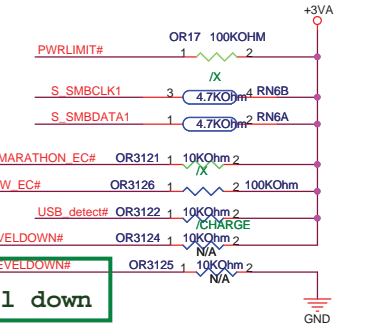 +3VA
OR17 100KOHM
PWRLIMIT# 1 2
/X
S_SMBCLK1 3 4.7KOhm 4 RN6B
S_SMBDATA1 1 4.7KOhm 2 RN6A
MARATHON_EC# OR3121 1 10KOhm 2
/X
W_EC# OR3126 1 2 100KOhm
USB_detect# OR3122 1 10KOhm 2
/CHARGE
VELDOWN# OR3124 1 10KOhm 2
N/A
EVELDOWN# OR3125 1 10KOhm 2
N/A
l down
GND